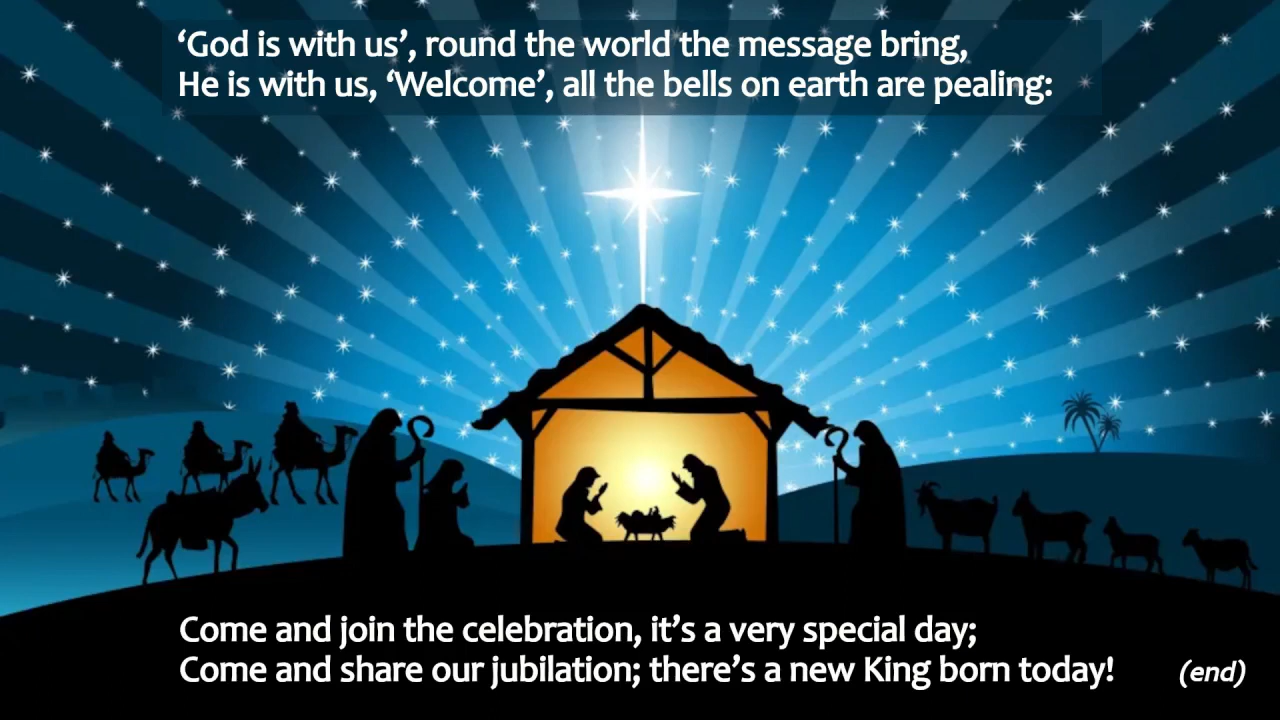 ‘God is with us’, round the world the message bring,
He is with us, ‘Welcome’, all the bells on earth are pealing:
Come and join the celebration, it’s a very special day;
Come and share our jubilation; there’s a new King born today!
(end)